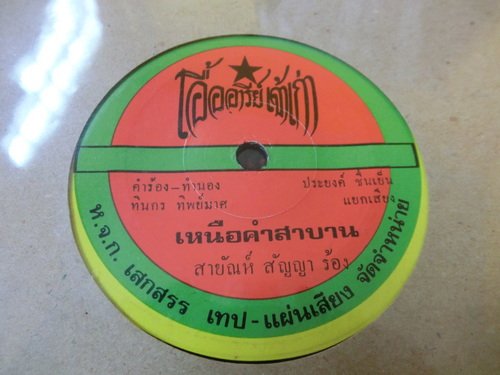 เอื้ออารีย์เจ้าเก่า
คำร้อง-ทำนอง
ทินกร ทิพย์มาศ
ประยงค์ ชื่นเย็น
แยกเสียง
เหนือคำสาบาน
สายัณห์ สัญญา ร้อง
ห.จ.ก. เสกสรร เทป-แผ่นเสียง จัดจำหน่าย